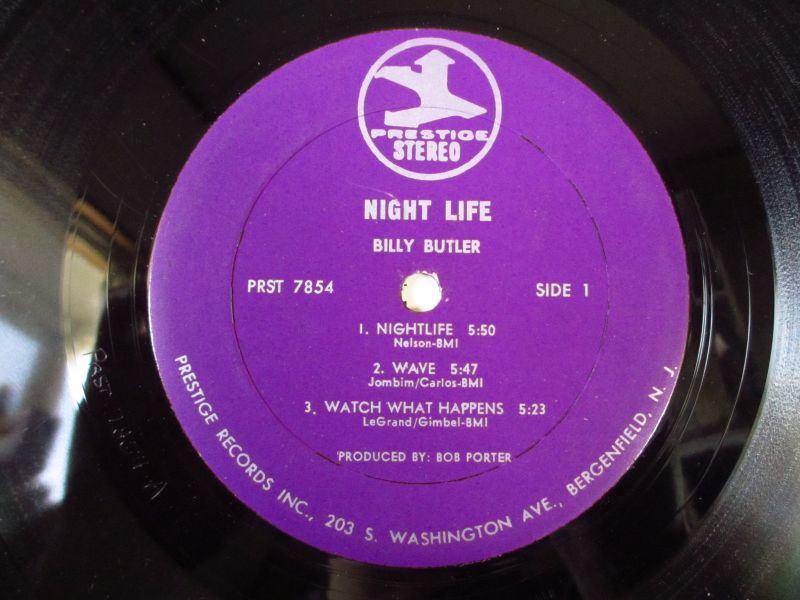 PRESTIGE
STEREO
NIGHT LIFE
BILLY BUTLER
PRST 7854
SIDE 1
1. NIGHTLIFE 5:50
Nelson-BMI
2. WAVE 5:47
Jombim/Carlos-BMI
3. WATCH WHAT HAPPENS 5:23
LeGrand/Gimbel-BMI
PRODUCED BY: BOB PORTER
PRESTIGE RECORDS INC., 203 S. WASHINGTON AVE., BERGENFIELD, N. J.